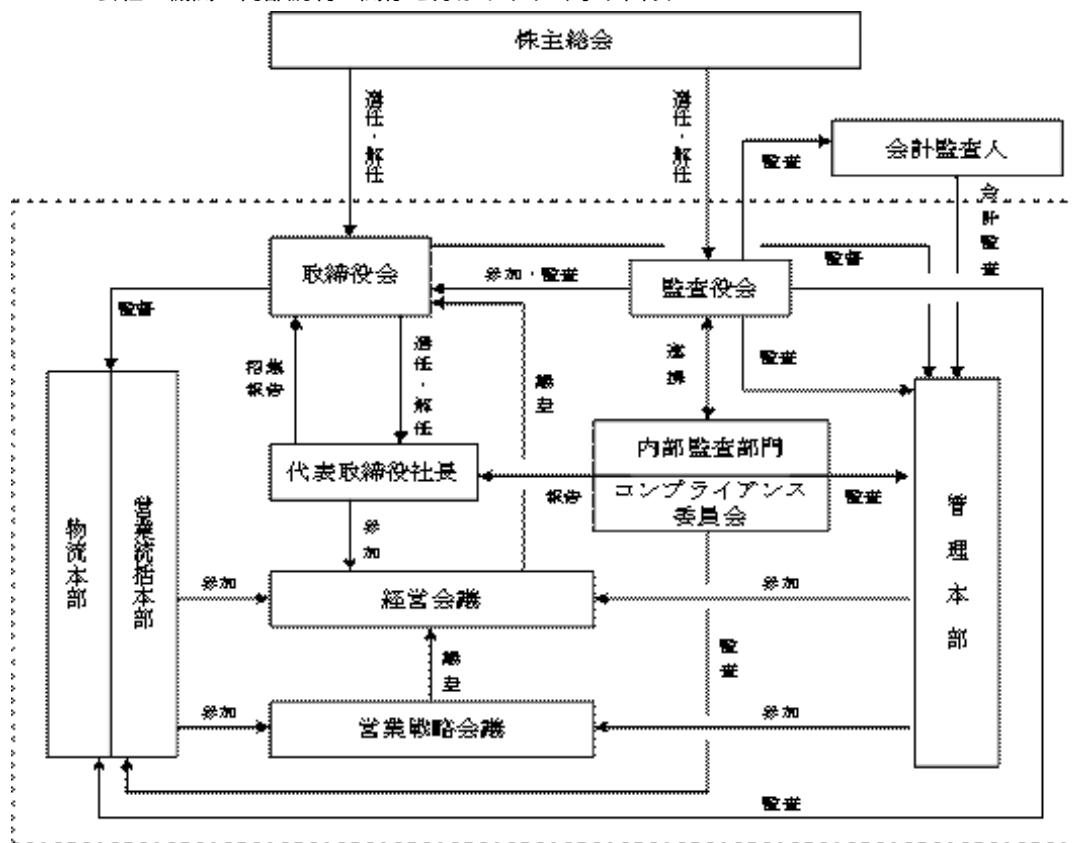 株主総会
選任・解任
選任・解任
会計監査人
監査
会計監査
取締役会
監査役会
参加・監査
監督
監督
招集
報告
選任・解任
連携
監査
代表取締役社長
内部監査部門
コンプライアンス
委員会
報告
監査
物流本部
営業統括本部
管理本部
参加
参加
経営会議
参加
監査
参加
営業戦略会議
参加
監査